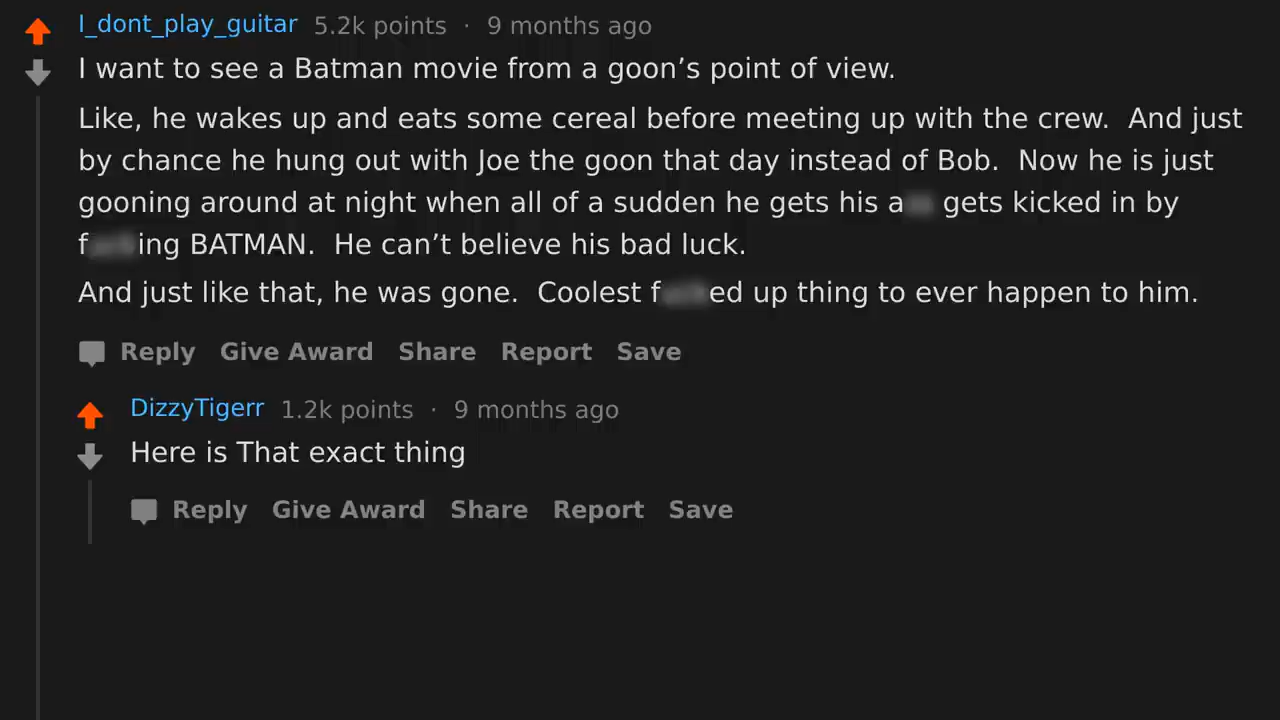 I_dont_play_guitar 5.2k points · 9 months ago
I want to see a Batman movie from a goon’s point of view.
Like, he wakes up and eats some cereal before meeting up with the crew.  And just
by chance he hung out with Joe the goon that day instead of Bob.  Now he is just
gooning around at night when all of a sudden he gets his a gets kicked in by
f ing BATMAN.  He can’t believe his bad luck.
And just like that, he was gone.  Coolest f ed up thing to ever happen to him.
Reply Give Award Share Report Save
DizzyTigerr 1.2k points · 9 months ago
Here is That exact thing
Reply Give Award Share Report Save